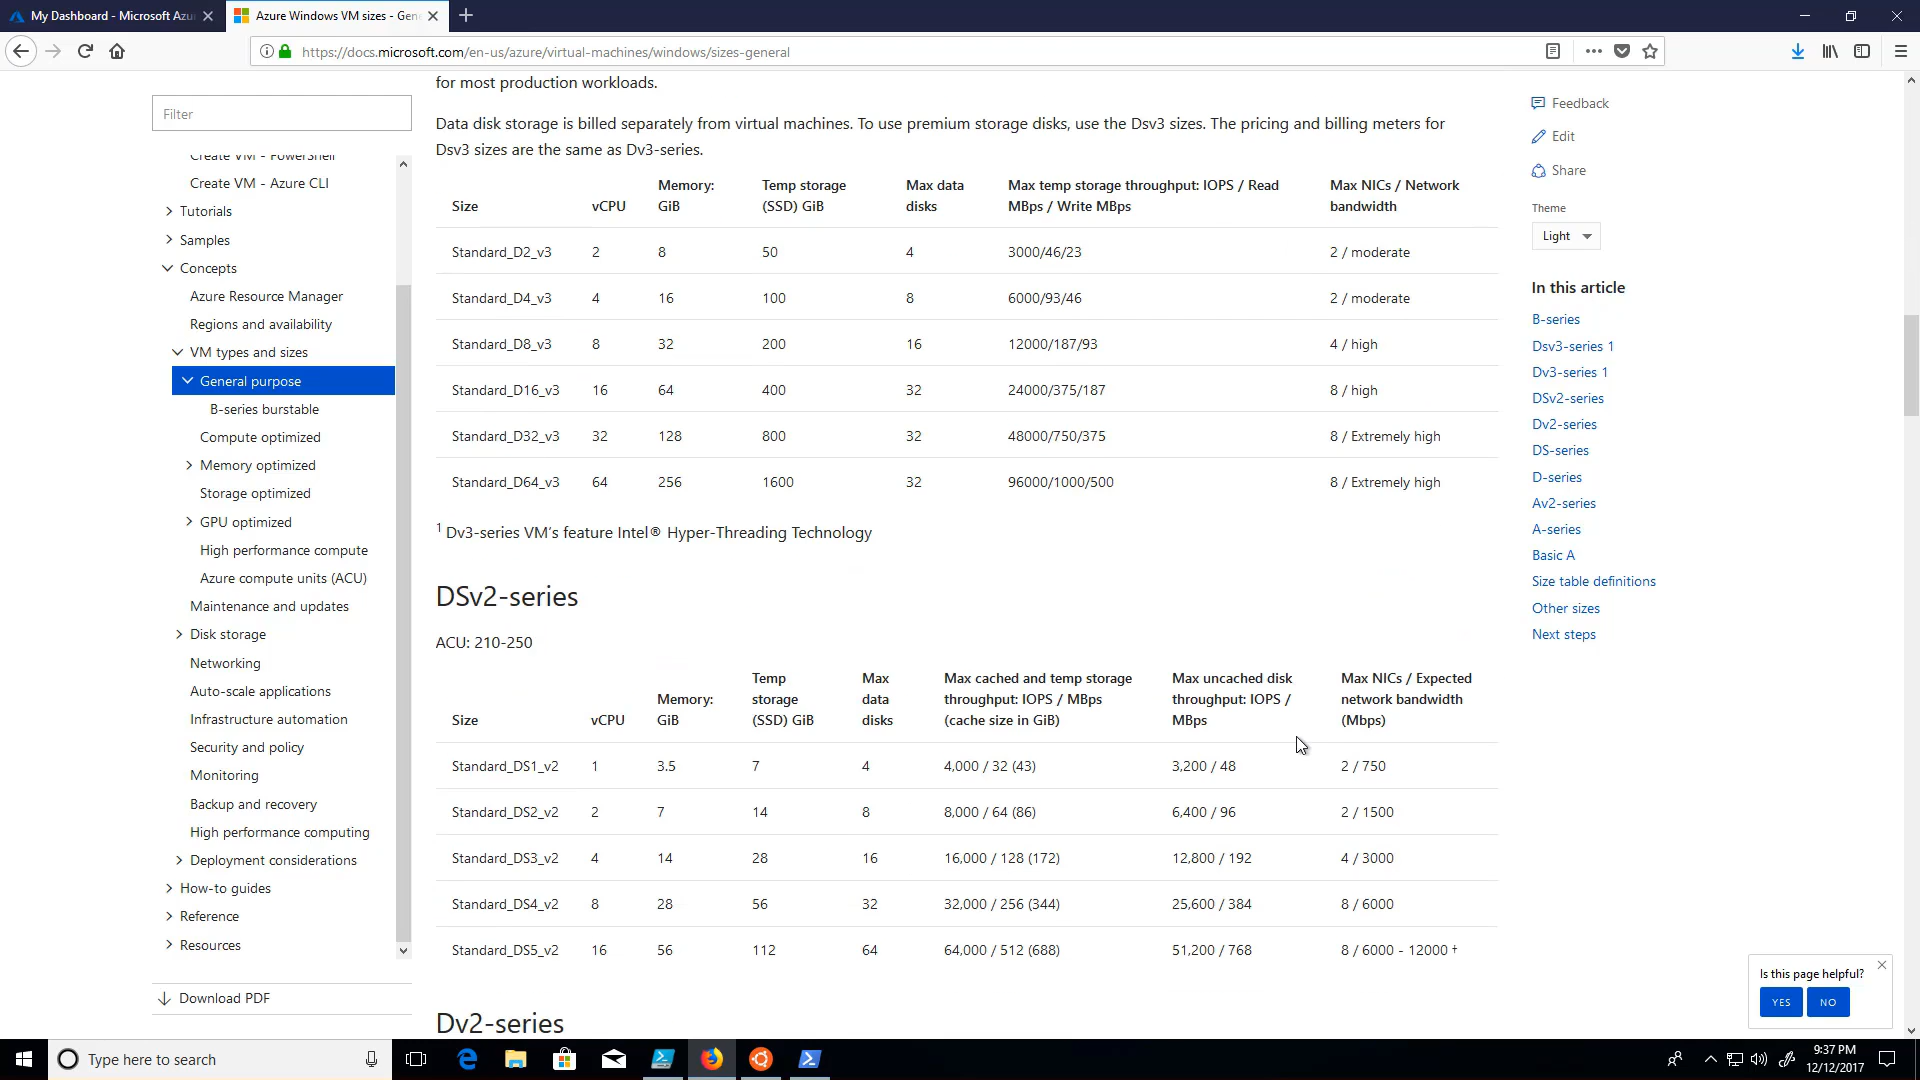 My Dashboard - Microsoft Azu
Azure Windows VM sizes - Gen
https://docs.microsoft.com/en-us/azure/virtual-machines/windows/sizes-general
for most production workloads.
Data disk storage is billed separately from virtual machines. To use premium storage disks, use the Dsv3 sizes. The pricing and billing meters for
Dsv3 sizes are the same as Dv3-series.
Filter
Create VM - PowerShell
Create VM - Azure CLI
Tutorials
Samples
Concepts
Azure Resource Manager
Regions and availability
VM types and sizes
General purpose
B-series burstable
Compute optimized
Memory optimized
Storage optimized
GPU optimized
High performance compute
Azure compute units (ACU)
Maintenance and updates
Disk storage
Networking
Auto-scale applications
Infrastructure automation
Security and policy
Monitoring
Backup and recovery
High performance computing
Deployment considerations
How-to guides
Reference
Resources
Download PDF
Size vCPU Memory: GiB Temp storage (SSD) GiB Max data disks Max temp storage throughput: IOPS / Read MBps / Write MBps Max NICs / Network bandwidth
Standard_D2_v3 2 8 50 4 3000/46/23 2 / moderate
Standard_D4_v3 4 16 100 8 6000/93/46 2 / moderate
Standard_D8_v3 8 32 200 16 12000/187/93 4 / high
Standard_D16_v3 16 64 400 32 24000/375/187 8 / high
Standard_D32_v3 32 128 800 32 48000/750/375 8 / Extremely high
Standard_D64_v3 64 256 1600 32 96000/1000/500 8 / Extremely high
1 Dv3-series VM's feature Intel® Hyper-Threading Technology
DSv2-series
ACU: 210-250
Size vCPU Memory: GiB Temp storage (SSD) GiB Max data disks Max cached and temp storage throughput: IOPS / MBps (cache size in GiB) Max uncached disk throughput: IOPS / MBps Max NICs / Expected network bandwidth (Mbps)
Standard_DS1_v2 1 3.5 7 4 4,000 / 32 (43) 3,200 / 48 2 / 750
Standard_DS2_v2 2 7 14 8 8,000 / 64 (86) 6,400 / 96 2 / 1500
Standard_DS3_v2 4 14 28 16 16,000 / 128 (172) 12,800 / 192 4 / 3000
Standard_DS4_v2 8 28 56 32 32,000 / 256 (344) 25,600 / 384 8 / 6000
Standard_DS5_v2 16 56 112 64 64,000 / 512 (688) 51,200 / 768 8 / 6000 - 12000 †
Dv2-series
Feedback
Edit
Share
Theme
Light
In this article
B-series
Dsv3-series 1
Dv3-series 1
DSv2-series
Dv2-series
DS-series
D-series
Av2-series
A-series
Basic A
Size table definitions
Other sizes
Next steps
Is this page helpful?
YES NO
Type here to search
9:37 PM
12/12/2017